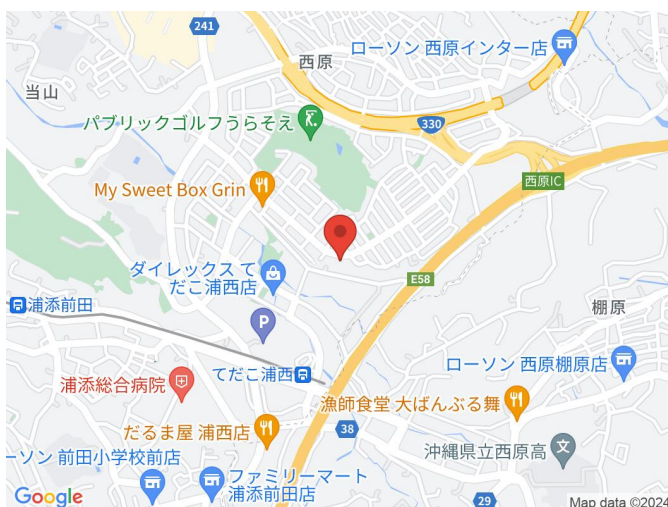 241
西原
ローソン 西原インター店
当山
パブリックゴルフうらそえ
330
My Sweet Box Grin
西原IC
ダイレックス て
だこ浦西店
E58
浦添前田
P
棚原
てだこ浦西
ローソン 西原棚原店
浦添総合病院
漁師食堂 大ばんぶる舞
だるま屋 浦西店
38
沖縄県立西原高
文
ーソン 前田小学校前店
ファミリーマート
浦添前田店
29
Google
Map data ©2024